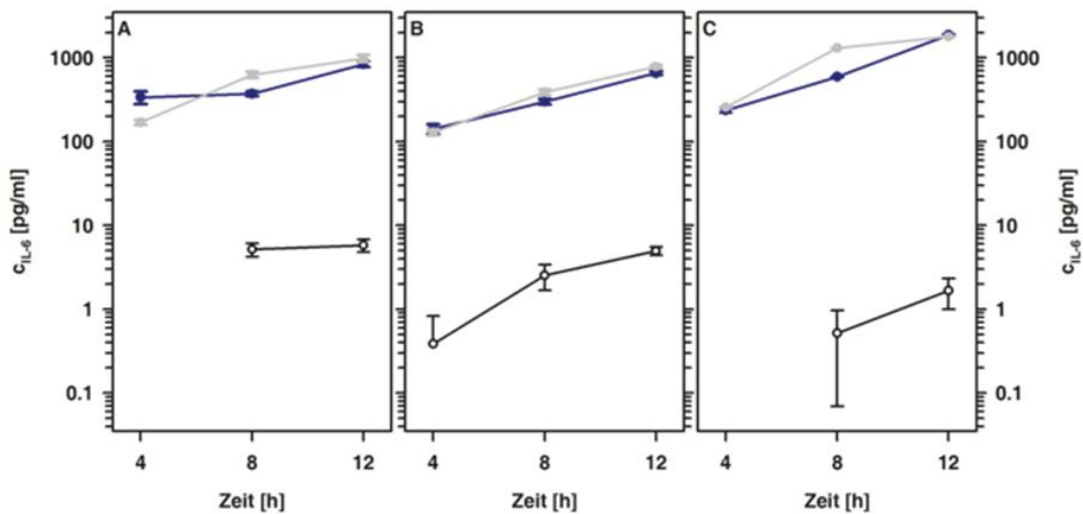 A B C
1000 1000
100 100
10 10
1 1
0.1 0.1
c_IL-6 [pg/ml] c_IL-6 [pg/ml]
4 8 12 4 8 12 4 8 12
Zeit [h] Zeit [h] Zeit [h]